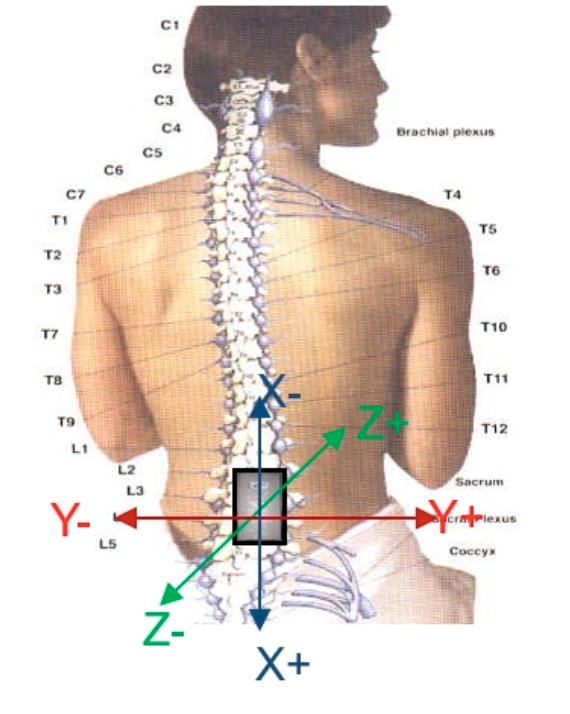 C1
C2
C3
C4
Brachial plexus
C5
C6
C7
T4
T1
T5
T2
T6
T3
T7
T10
T8
T11
X-
Z+
T9
T12
L1
L2
Sacrum
L3
Y-
Y+
Plexus
L5
Coccyx
Z-
X+